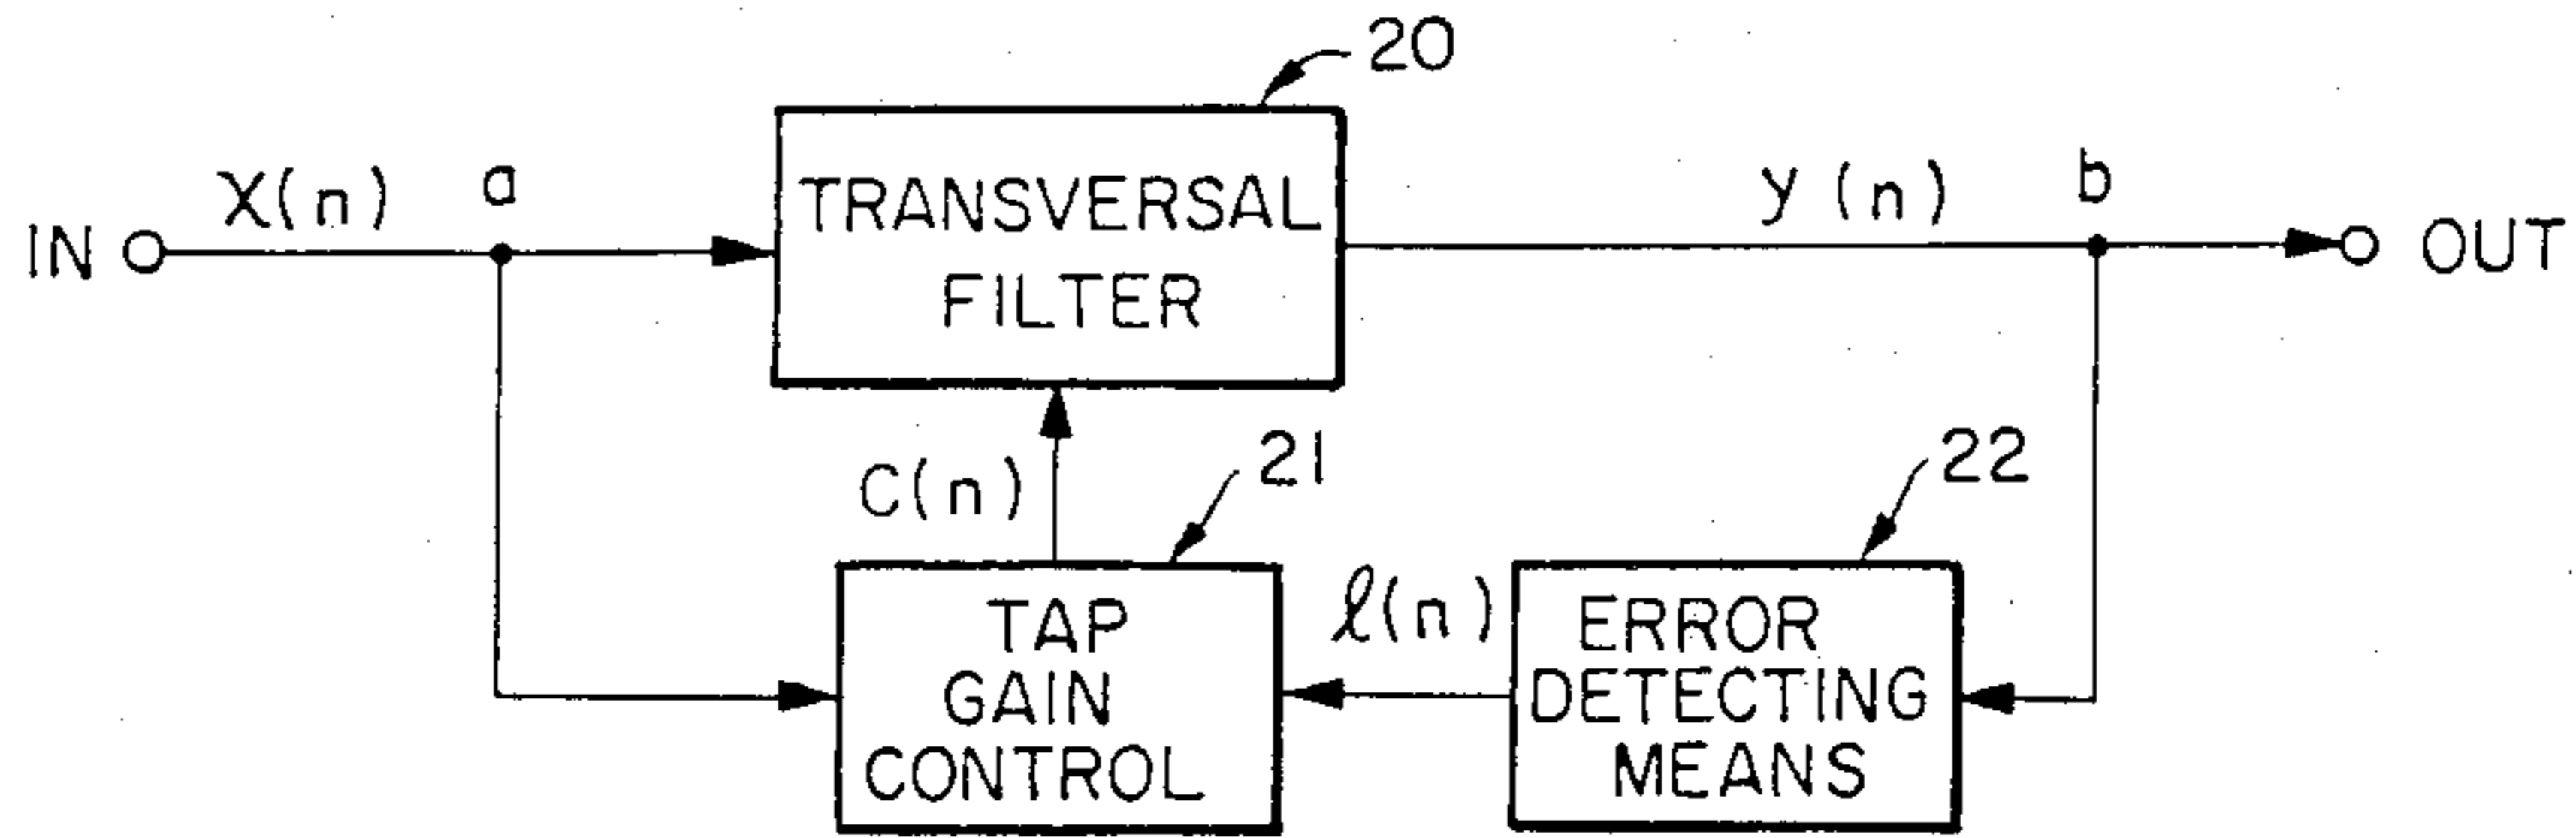 20
IN
X(n)
a
TRANSVERSAL
FILTER
y(n)
b
OUT
C(n)
21
22
TAP
GAIN
CONTROL
ℓ(n)
ERROR
DETECTING
MEANS